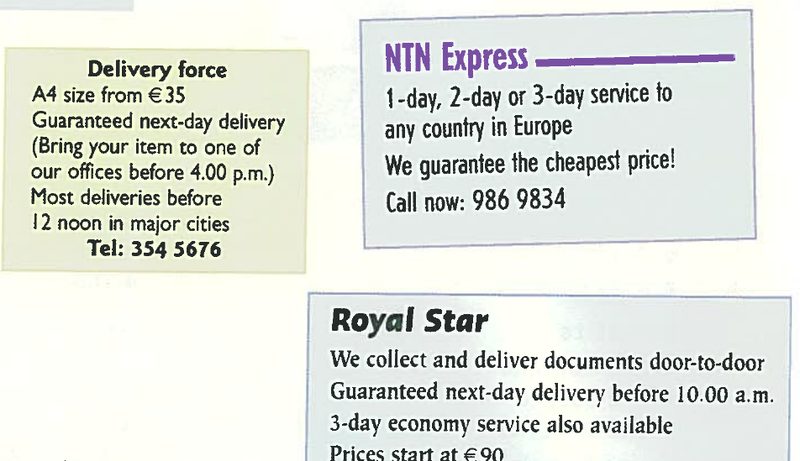 Delivery force
A4 size from €35
Guaranteed next-day delivery
(Bring your item to one of
our offices before 4.00 p.m.)
Most deliveries before
12 noon in major cities
Tel: 354 5676
NTN Express
1-day, 2-day or 3-day service to
any country in Europe
We guarantee the cheapest price!
Call now: 986 9834
Royal Star
We collect and deliver documents door-to-door
Guaranteed next-day delivery before 10.00 a.m.
3-day economy service also available
Prices start at €90